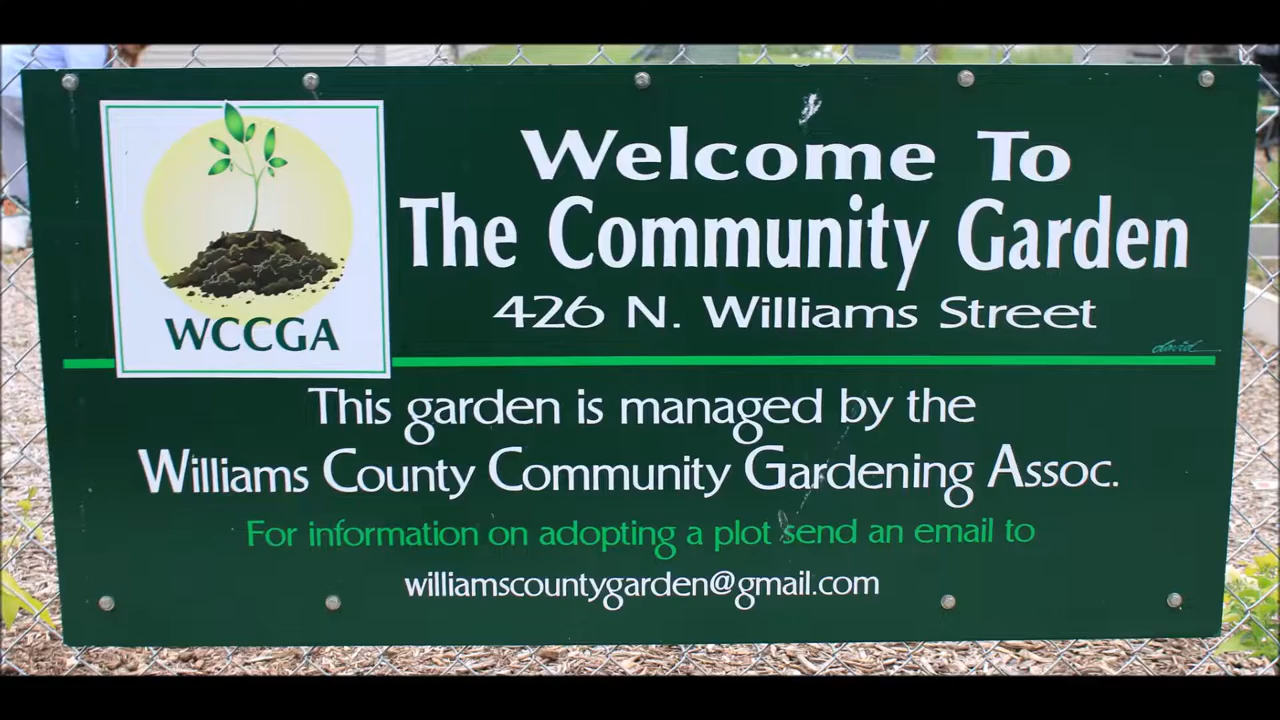 WCCGA
Welcome To
The Community Garden
426 N. Williams Street
david
This garden is managed by the
Williams County Community Gardening Assoc.
For information on adopting a plot send an email to
williamscountygarden@gmail.com